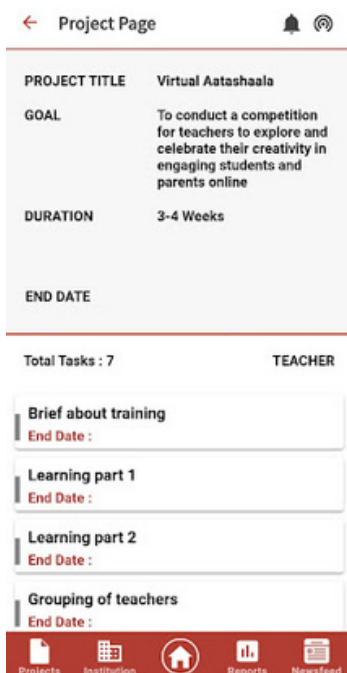 Project Page
PROJECT TITLE Virtual Aatashaala
GOAL To conduct a competition
for teachers to explore and
celebrate their creativity in
engaging students and
parents online
DURATION 3-4 Weeks
END DATE
Total Tasks : 7 TEACHER
Brief about training
End Date :
Learning part 1
End Date :
Learning part 2
End Date :
Grouping of teachers
End Date :
Projects Institution Reports Newsfeed